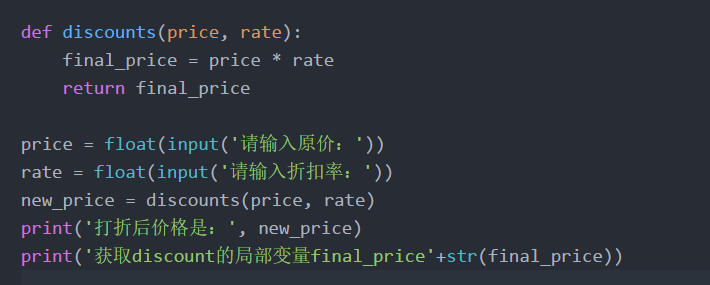 def discounts(price, rate):
    final_price = price * rate
    return final_price

price = float(input('请输入原价：'))
rate = float(input('请输入折扣率：'))
new_price = discounts(price, rate)
print('打折后价格是：', new_price)
print('获取discount的局部变量final_price'+str(final_price))